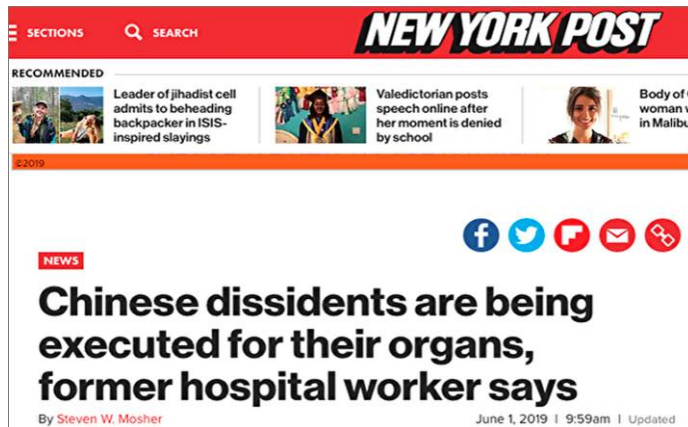 SECTIONS SEARCH NEW YORK POST
RECOMMENDED
Leader of jihadist cell
admits to beheading
backpacker in ISIS-
inspired slayings
Valedictorian posts
speech online after
her moment is denied
by school
Body of
woman
in Malibu
©2019
NEWS
Chinese dissidents are being
executed for their organs,
former hospital worker says
By Steven W. Mosher June 1, 2019 | 9:59am | Updated